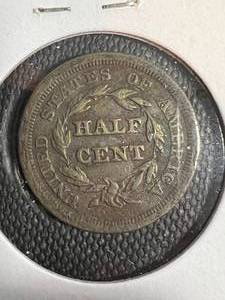 UNITED STATES OF AMERICA
HALF
CENT